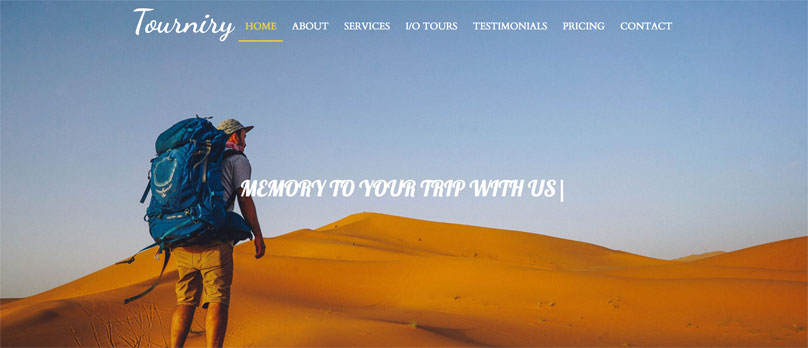 Tourniry HOME ABOUT SERVICES I/O TOURS TESTIMONIALS PRICING CONTACT
MEMORY TO YOUR TRIP WITH US |